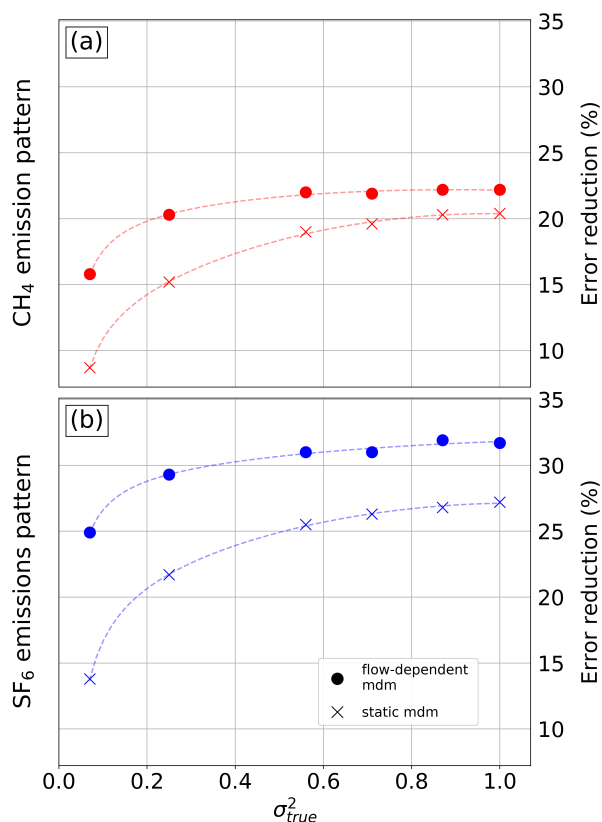 (a)
CH₄ emission pattern
35
30
25
20
15
10
Error reduction (%)
(b)
SF₆ emissions pattern
35
30
25
20
15
10
Error reduction (%)
flow-dependent
mdm
static mdm
0.0 0.2 0.4 0.6 0.8 1.0
σ²true